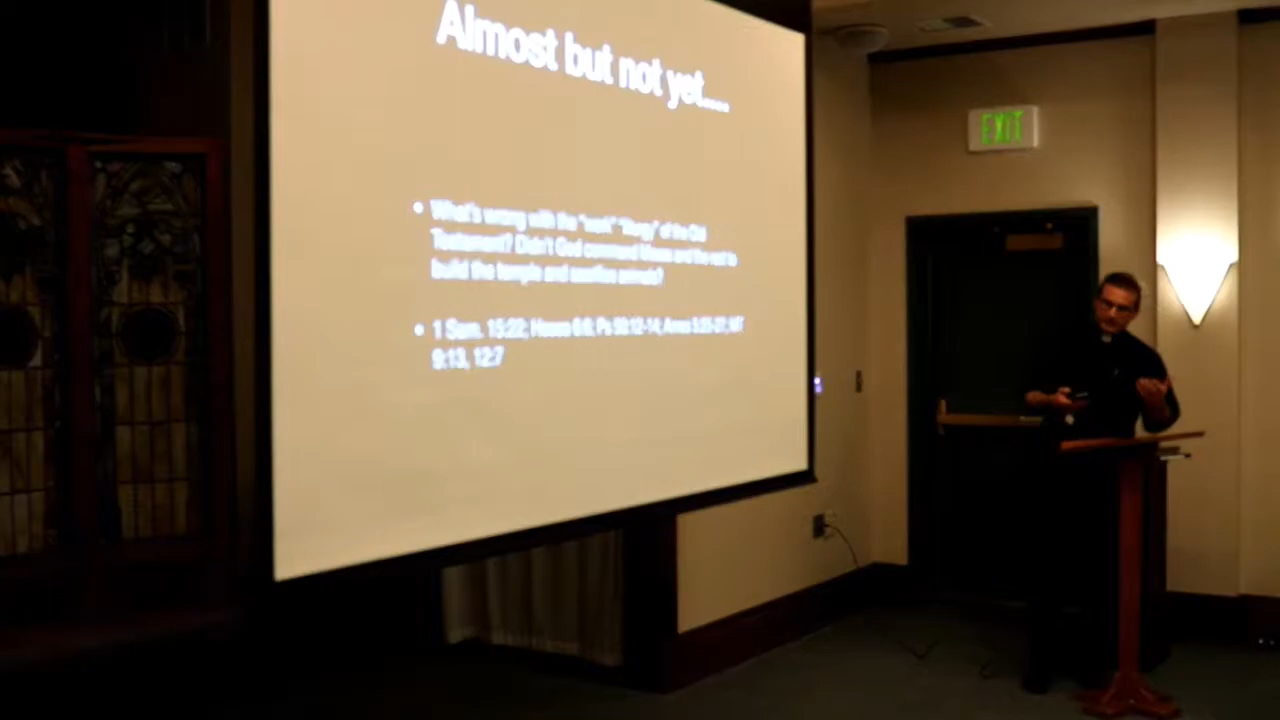 Almost but not yet....
• What's wrong with the "work" "liturgy" of the Old
Testament? Didn't God command Moses and the rest to
build the temple and sacrifice animals?
• 1 Sam. 15:22; Hosea 6:6; Ps 50:12-14; Amos 5:25-27; MT
9:13, 12:7
EXIT